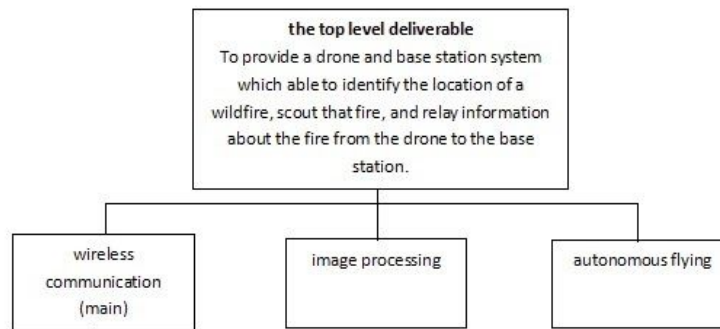 the top level deliverable
To provide a drone and base station system
which able to identify the location of a
wildfire, scout that fire, and relay information
about the fire from the drone to the base
station.
wireless
communication
(main)
image processing
autonomous flying